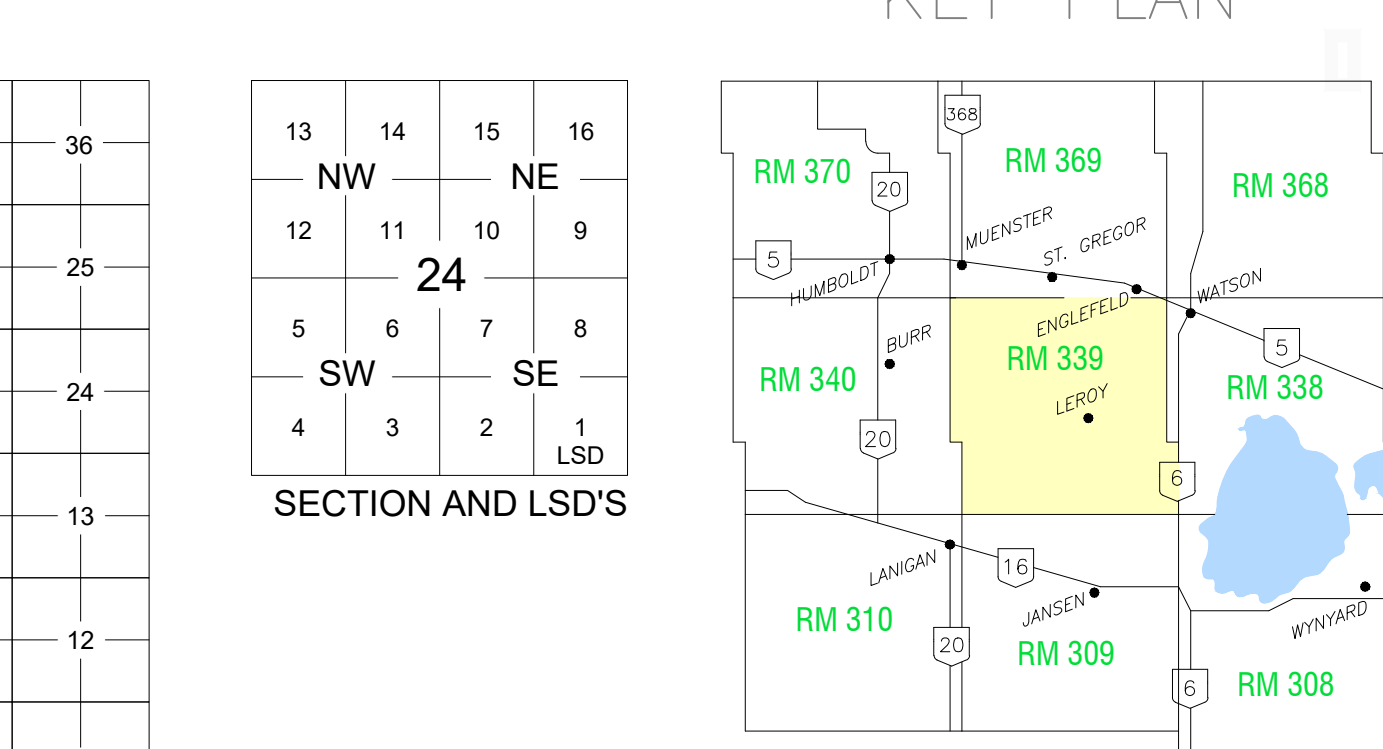 KEY PLAN
36
25
24
13
12
13 14 15 16
NW NE
12 11 10 9
24
5 6 7 8
SW SE
4 3 2 1
LSD
SECTION AND LSD'S
368
RM 370
RM 369
RM 368
20
MUENSTER
ST. GREGOR
5
HUMBOLDT
WATSON
ENGLEFELD
BURR
5
RM 339
RM 340
RM 338
LEROY
20
6
LANIGAN
16
JANSEN
WYNYARD
RM 310
20
RM 309
6
RM 308